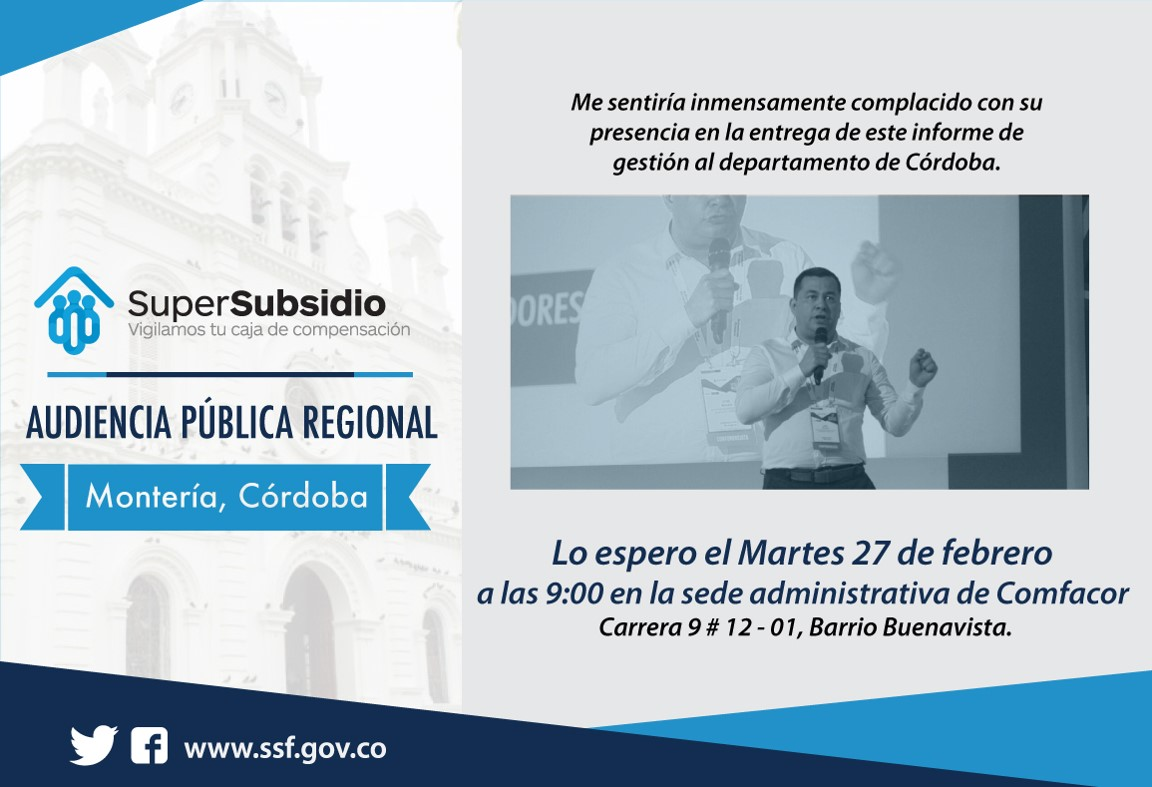 SuperSubsidio
Vigilamos tu caja de compensación
AUDIENCIA PÚBLICA REGIONAL
Montería, Córdoba
www.ssf.gov.co
Me sentiría inmensamente complacido con su
presencia en la entrega de este informe de
gestión al departamento de Córdoba.
DORES
Lo espero el Martes 27 de febrero
a las 9:00 en la sede administrativa de Comfacor
Carrera 9 # 12 - 01, Barrio Buenavista.